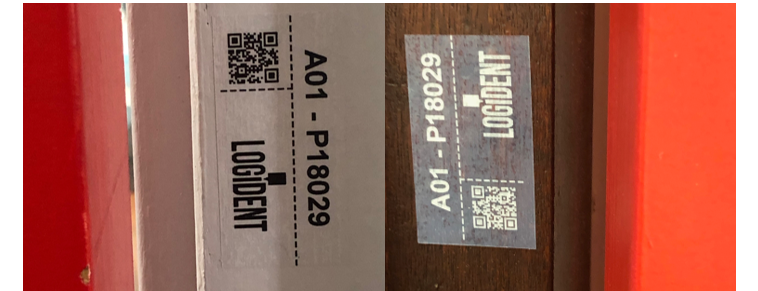 A01 - P18029
LOGIDENT
A01 - P18029
LOGIDENT